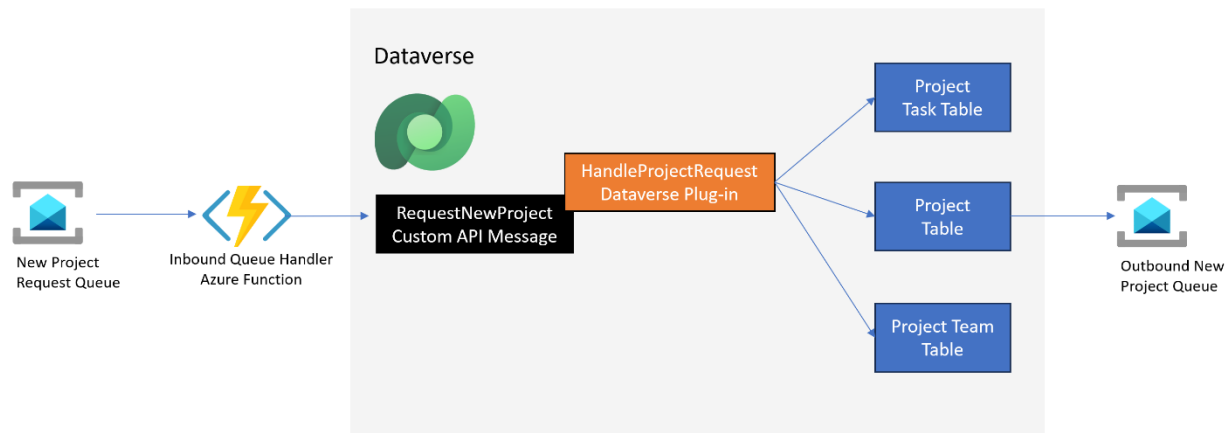 Dataverse
New Project
Request Queue
Inbound Queue Handler
Azure Function
RequestNewProject
Custom API Message
HandleProjectRequest
Dataverse Plug-in
Project
Task Table
Project
Table
Project Team
Table
Outbound New
Project Queue